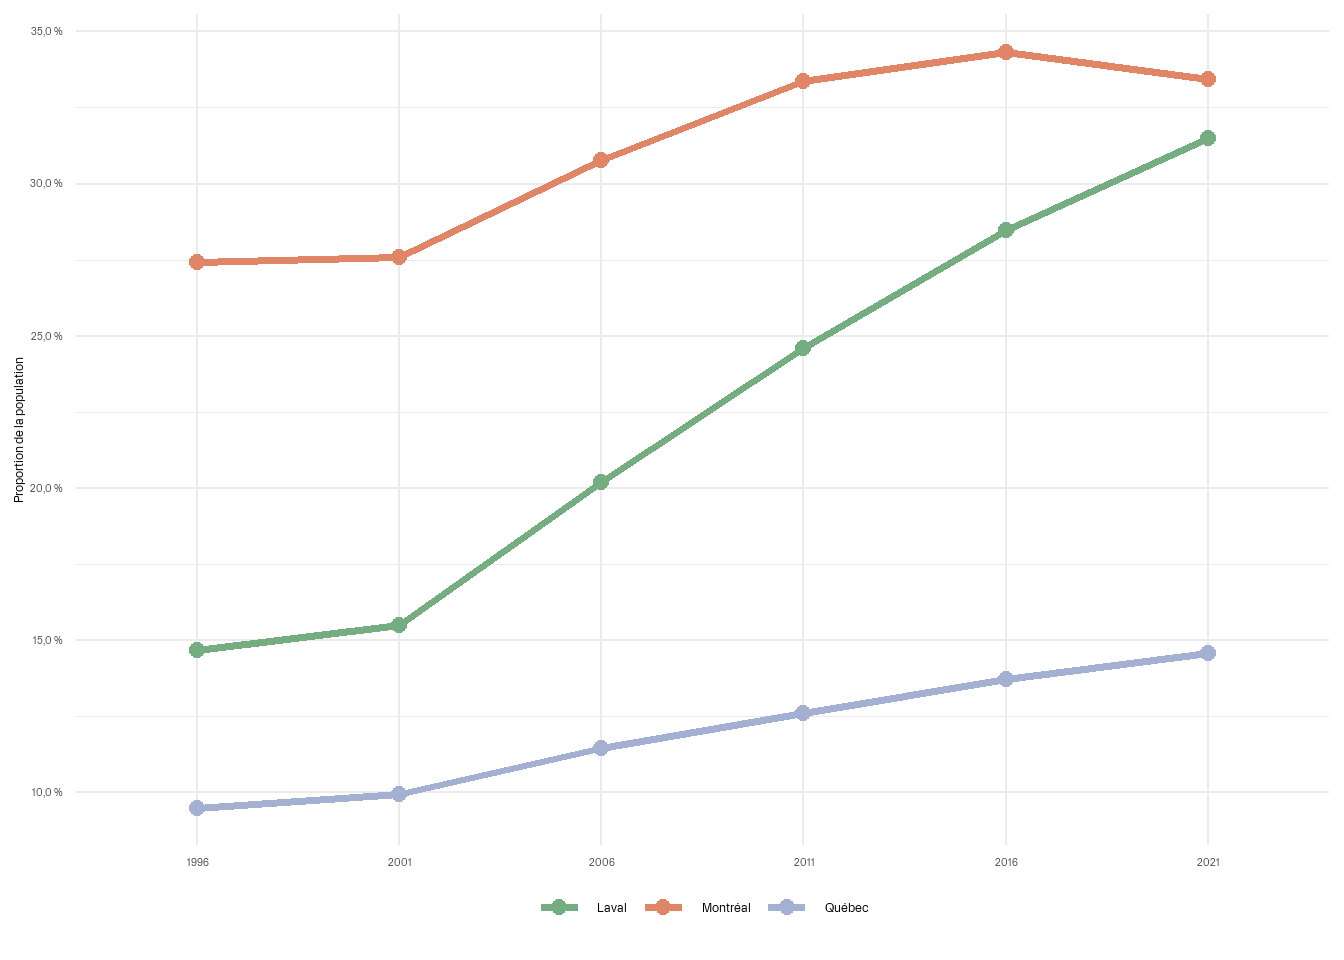 35,0 %
30,0 %
25,0 %
20,0 %
15,0 %
10,0 %
Proportion de la population
1996 2001 2006 2011 2016 2021
Laval Montréal Québec